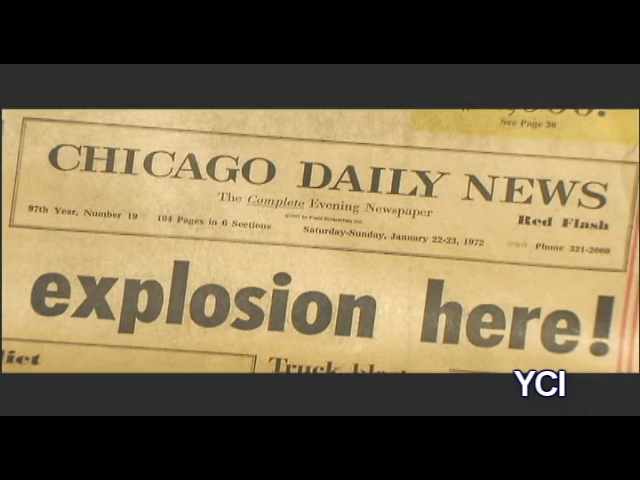 See Page 26
CHICAGO DAILY NEWS
The Complete Evening Newspaper
97th Year, Number 19
104 Pages in 6 Sections
Red Flash
Saturday-Sunday, January 22-23, 1972
Phone 321-2000
explosion here!
Truck
YCI